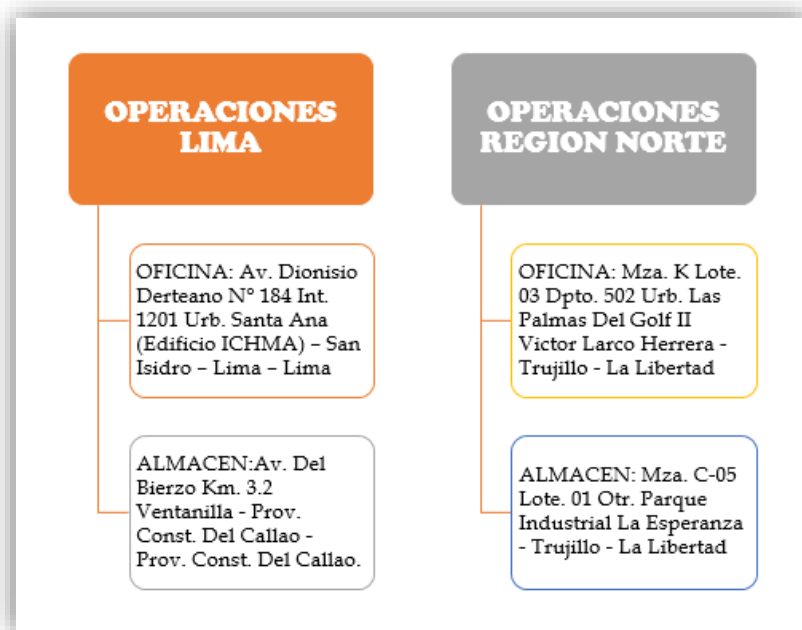 OPERACIONES
LIMA
OFICINA: Av. Dionisio
Derteano N° 184 Int.
1201 Urb. Santa Ana
(Edificio ICHMA) – San
Isidro – Lima – Lima
ALMACEN:Av. Del
Bierzo Km. 3.2
Ventanilla - Prov.
Const. Del Callao -
Prov. Const. Del Callao.
OPERACIONES
REGION NORTE
OFICINA: Mza. K Lote.
03 Dpto. 502 Urb. Las
Palmas Del Golf II
Victor Larco Herrera -
Trujillo - La Libertad
ALMACEN: Mza. C-05
Lote. 01 Otr. Parque
Industrial La Esperanza
- Trujillo - La Libertad